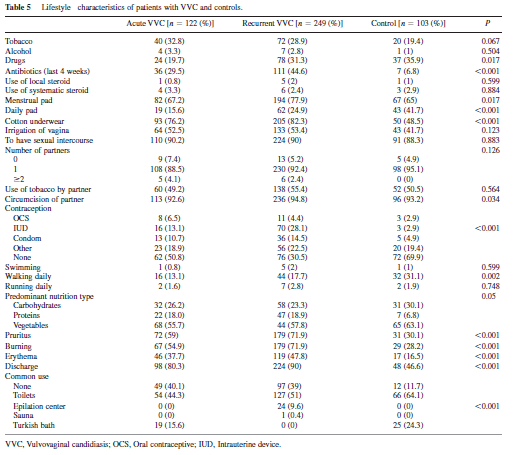 Table 5 Lifestyle characteristics of patients with VVC and controls.
Acute VVC [n = 122 (%)] Recurrent VVC [n = 249 (%)] Control [n = 103 (%)] P
Tobacco 40 (32.8) 72 (28.9) 20 (19.4) 0.067
Alcohol 4 (3.3) 7 (2.8) 1 (1) 0.504
Drugs 24 (19.7) 78 (31.3) 37 (35.9) 0.017
Antibiotics (last 4 weeks) 36 (29.5) 111 (44.6) 7 (6.8) <0.001
Use of local steroid 1 (0.8) 5 (2) 1 (1) 0.599
Use of systematic steroid 4 (3.3) 6 (2.4) 3 (2.9) 0.884
Menstrual pad 82 (67.2) 194 (77.9) 67 (65) 0.017
Daily pad 19 (15.6) 62 (24.9) 43 (41.7) <0.001
Cotton underwear 93 (76.2) 205 (82.3) 50 (48.5) <0.001
Irrigation of vagina 64 (52.5) 133 (53.4) 43 (41.7) 0.123
To have sexual intercourse 110 (90.2) 224 (90) 91 (88.3) 0.883
Number of partners 0.126
0 9 (7.4) 13 (5.2) 5 (4.9)
1 108 (88.5) 230 (92.4) 98 (95.1)
≥2 5 (4.1) 6 (2.4) 0 (0)
Use of tobacco by partner 60 (49.2) 138 (55.4) 52 (50.5) 0.564
Circumcision of partner 113 (92.6) 236 (94.8) 96 (93.2) 0.034
Contraception
OCS 8 (6.5) 11 (4.4) 3 (2.9)
IUD 16 (13.1) 70 (28.1) 3 (2.9) <0.001
Condom 13 (10.7) 36 (14.5) 5 (4.9)
Other 23 (18.9) 56 (22.5) 20 (19.4)
None 62 (50.8) 76 (30.5) 72 (69.9)
Swimming 1 (0.8) 5 (2) 1 (1) 0.599
Walking daily 16 (13.1) 44 (17.7) 32 (31.1) 0.002
Running daily 2 (1.6) 7 (2.8) 2 (1.9) 0.748
Predominant nutrition type 0.05
Carbohydrates 32 (26.2) 58 (23.3) 31 (30.1)
Proteins 22 (18.0) 47 (18.9) 7 (6.8)
Vegetables 68 (55.7) 44 (57.8) 65 (63.1)
Pruritus 72 (59) 179 (71.9) 31 (30.1) <0.001
Burning 67 (54.9) 179 (71.9) 29 (28.2) <0.001
Erythema 46 (37.7) 119 (47.8) 17 (16.5) <0.001
Discharge 98 (80.3) 224 (90) 48 (46.6) <0.001
Common use
None 49 (40.1) 97 (39) 12 (11.7)
Toilets 54 (44.3) 127 (51) 66 (64.1)
Epilation center 0 (0) 24 (9.6) 0 (0) <0.001
Sauna 0 (0) 1 (0.4) 0 (0)
Turkish bath 19 (15.6) 0 (0) 25 (24.3)
VVC, Vulvovaginal candidiasis; OCS, Oral contraceptive; IUD, Intrauterine device.